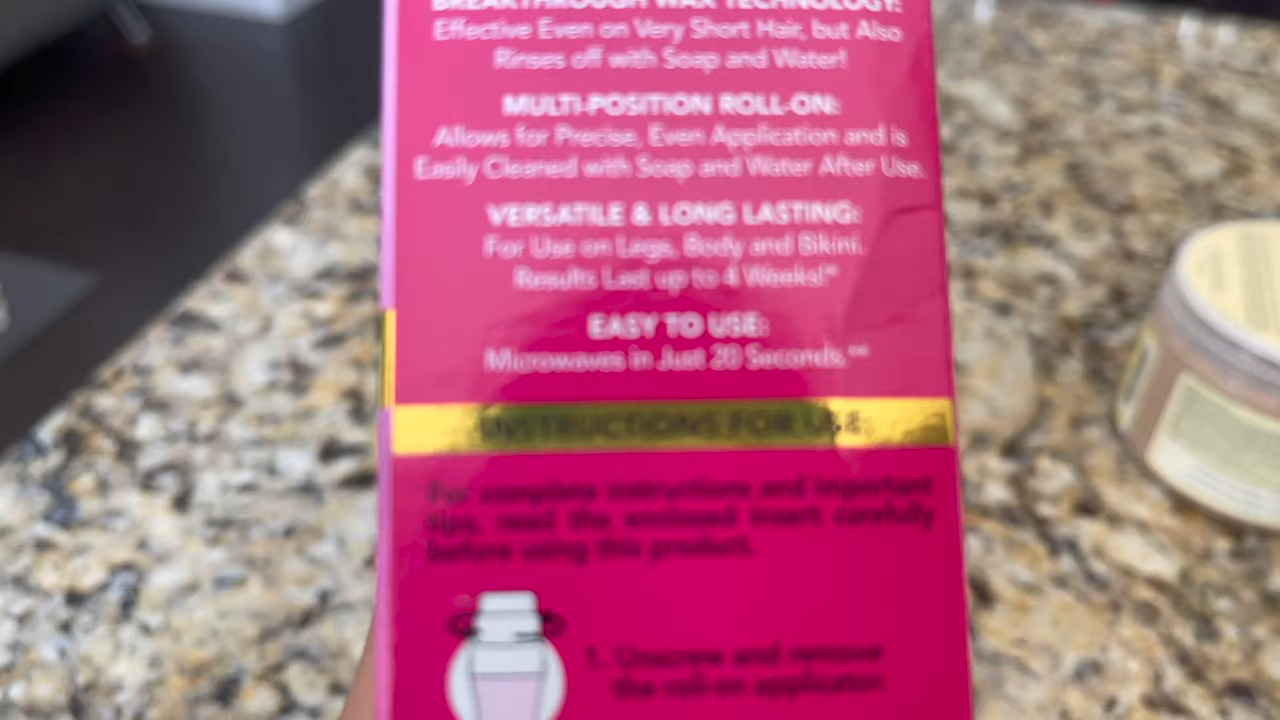 BREAKTHROUGH WAX TECHNOLOGY:
Effective Even on Very Short Hair, but Also
Rinses off with Soap and Water!
MULTI-POSITION ROLL-ON:
Allows for Precise, Even Application and is
Easily Cleaned with Soap and Water After Use.
VERSATILE & LONG LASTING:
For Use on Legs, Body and Bikini.
Results Last up to 4 Weeks!*
EASY TO USE:
Microwaves in Just 20 Seconds.**
INSTRUCTIONS FOR USE:
For complete instructions and important
tips, read the enclosed insert carefully
before using this product.
1. Unscrew and remove
the roll-on applicator.